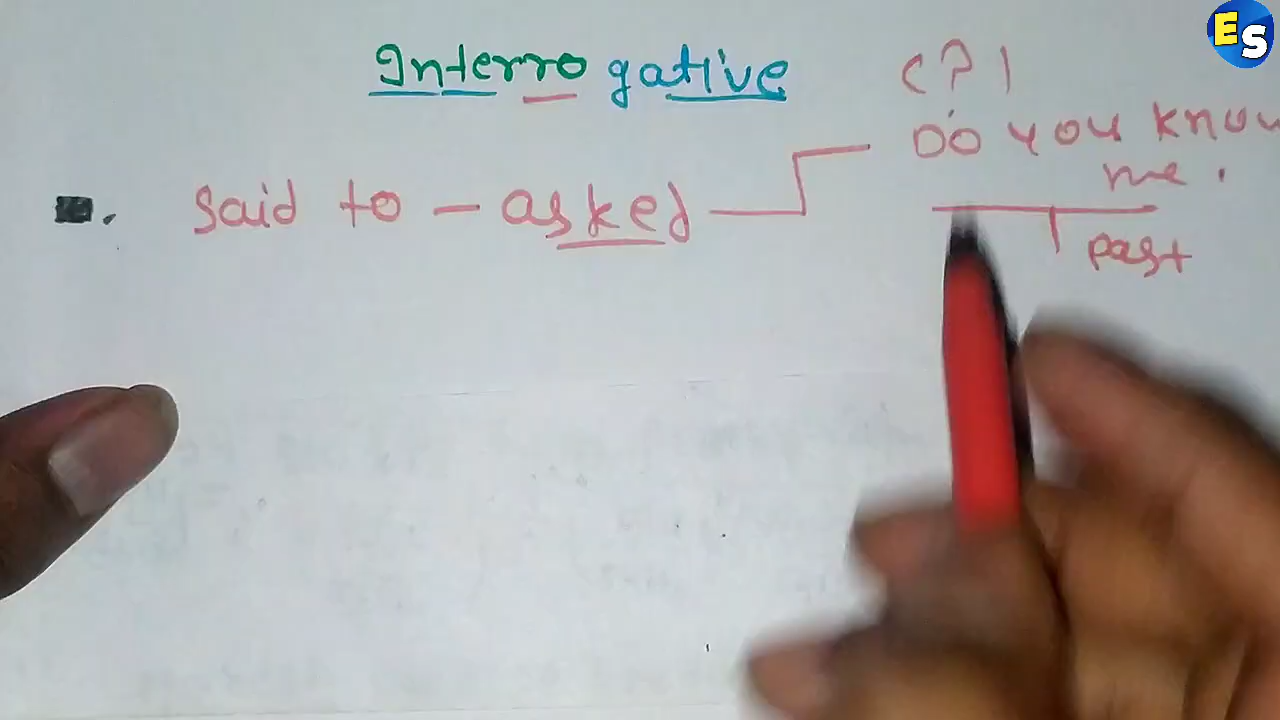 ES
Interrogative
(?)
Do you know
me.
said to - asked
past